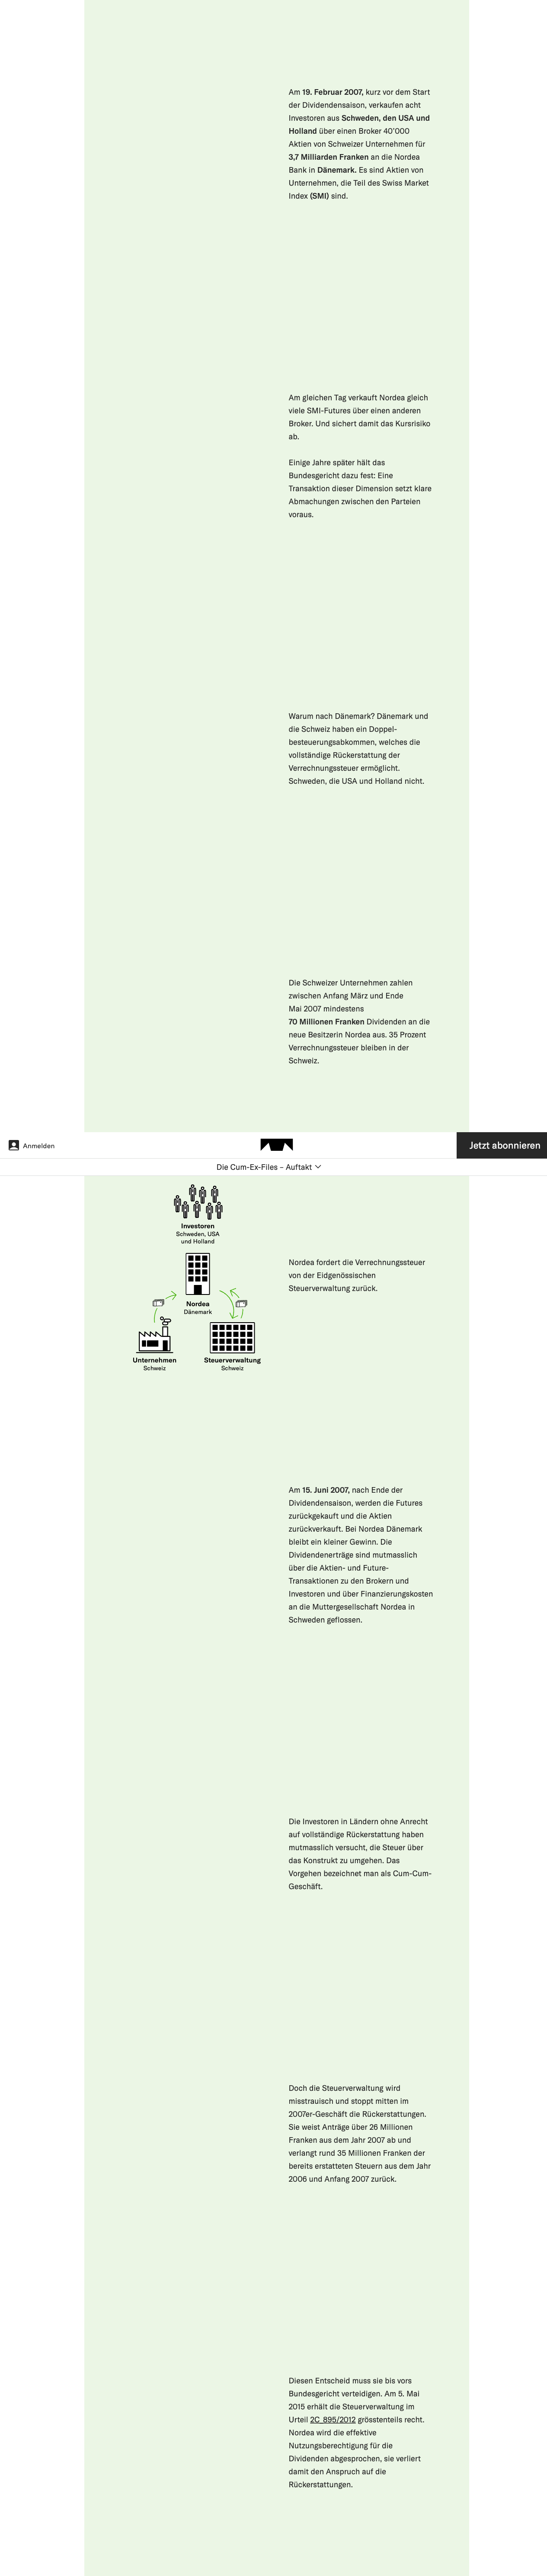 Am 19. Februar 2007, kurz vor dem Start
der Dividendensaison, verkaufen acht
Investoren aus Schweden, den USA und
Holland über einen Broker 40’000
Aktien von Schweizer Unternehmen für
3,7 Milliarden Franken an die Nordea
Bank in Dänemark. Es sind Aktien von
Unternehmen, die Teil des Swiss Market
Index (SMI) sind.
Am gleichen Tag verkauft Nordea gleich
viele SMI-Futures über einen anderen
Broker. Und sichert damit das Kursrisiko
ab.
Einige Jahre später hält das
Bundesgericht dazu fest: Eine
Transaktion dieser Dimension setzt klare
Abmachungen zwischen den Parteien
voraus.
Warum nach Dänemark? Dänemark und
die Schweiz haben ein Doppel-
besteuerungsabkommen, welches die
vollständige Rückerstattung der
Verrechnungssteuer ermöglicht.
Schweden, die USA und Holland nicht.
Die Schweizer Unternehmen zahlen
zwischen Anfang März und Ende
Mai 2007 mindestens
70 Millionen Franken Dividenden an die
neue Besitzerin Nordea aus. 35 Prozent
Verrechnungssteuer bleiben in der
Schweiz.
Anmelden
Jetzt abonnieren
Die Cum-Ex-Files – Auftakt
Investoren
Schweden, USA
und Holland
Nordea
Dänemark
Unternehmen
Schweiz
Steuerverwaltung
Schweiz
Nordea fordert die Verrechnungssteuer
von der Eidgenössischen
Steuerverwaltung zurück.
Am 15. Juni 2007, nach Ende der
Dividendensaison, werden die Futures
zurückgekauft und die Aktien
zurückverkauft. Bei Nordea Dänemark
bleibt ein kleiner Gewinn. Die
Dividendenerträge sind mutmasslich
über die Aktien- und Future-
Transaktionen zu den Brokern und
Investoren und über Finanzierungskosten
an die Muttergesellschaft Nordea in
Schweden geflossen.
Die Investoren in Ländern ohne Anrecht
auf vollständige Rückerstattung haben
mutmasslich versucht, die Steuer über
das Konstrukt zu umgehen. Das
Vorgehen bezeichnet man als Cum-Cum-
Geschäft.
Doch die Steuerverwaltung wird
misstrauisch und stoppt mitten im
2007er-Geschäft die Rückerstattungen.
Sie weist Anträge über 26 Millionen
Franken aus dem Jahr 2007 ab und
verlangt rund 35 Millionen Franken der
bereits erstatteten Steuern aus dem Jahr
2006 und Anfang 2007 zurück.
Diesen Entscheid muss sie bis vors
Bundesgericht verteidigen. Am 5. Mai
2015 erhält die Steuerverwaltung im
Urteil 2C_895/2012 grösstenteils recht.
Nordea wird die effektive
Nutzungsberechtigung für die
Dividenden abgesprochen, sie verliert
damit den Anspruch auf die
Rückerstattungen.